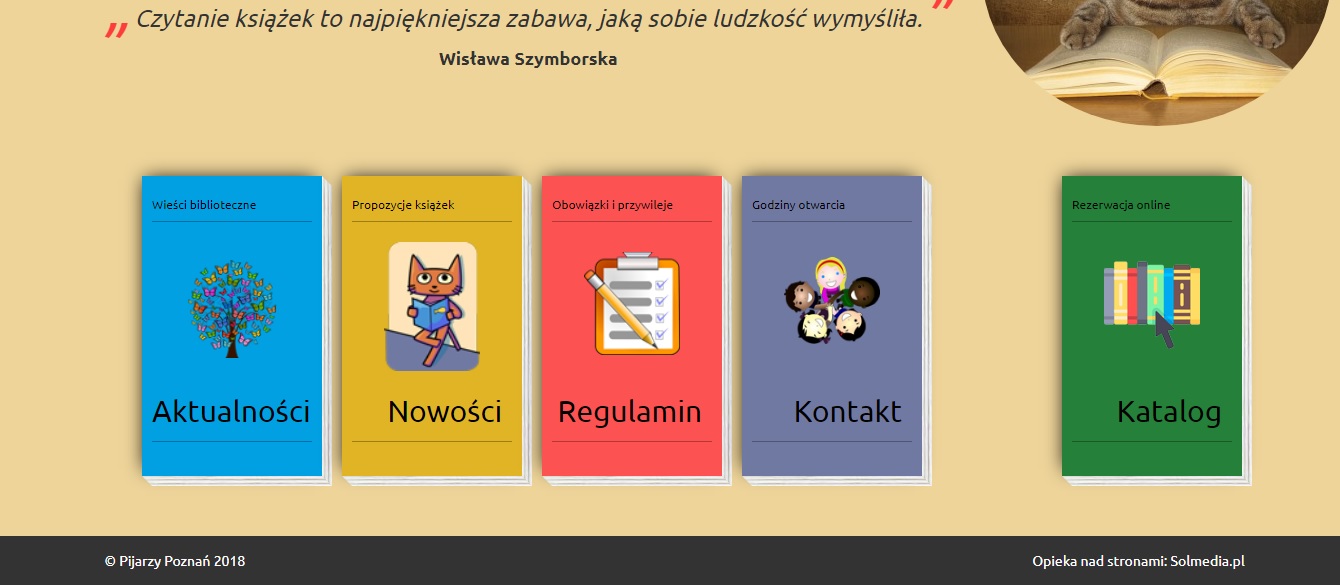 „ Czytanie książek to najpiękniejsza zabawa, jaką sobie ludzkość wymyśliła. ”
Wisława Szymborska
Wieści biblioteczne
Aktualności
Propozycje książek
Nowości
Obowiązki i przywileje
Regulamin
Godziny otwarcia
Kontakt
Rezerwacja online
Katalog
© Pijarzy Poznań 2018
Opieka nad stronami: Solmedia.pl